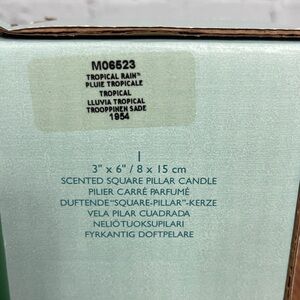 M06523
TROPICAL RAIN™
PLUIE TROPICALE
TROPICAL
LLUVIA TROPICAL
TROOPPINEN SADE
1954
1
3" x 6" / 8 x 15 cm
SCENTED SQUARE PILLAR CANDLE
PILIER CARRÉ PARFUMÉ
DUFTENDE "SQUARE-PILLAR"-KERZE
VELA PILAR CUADRADA
NELIÖTUOKSUPILARI
FYRKANTIG DOFTPELARE